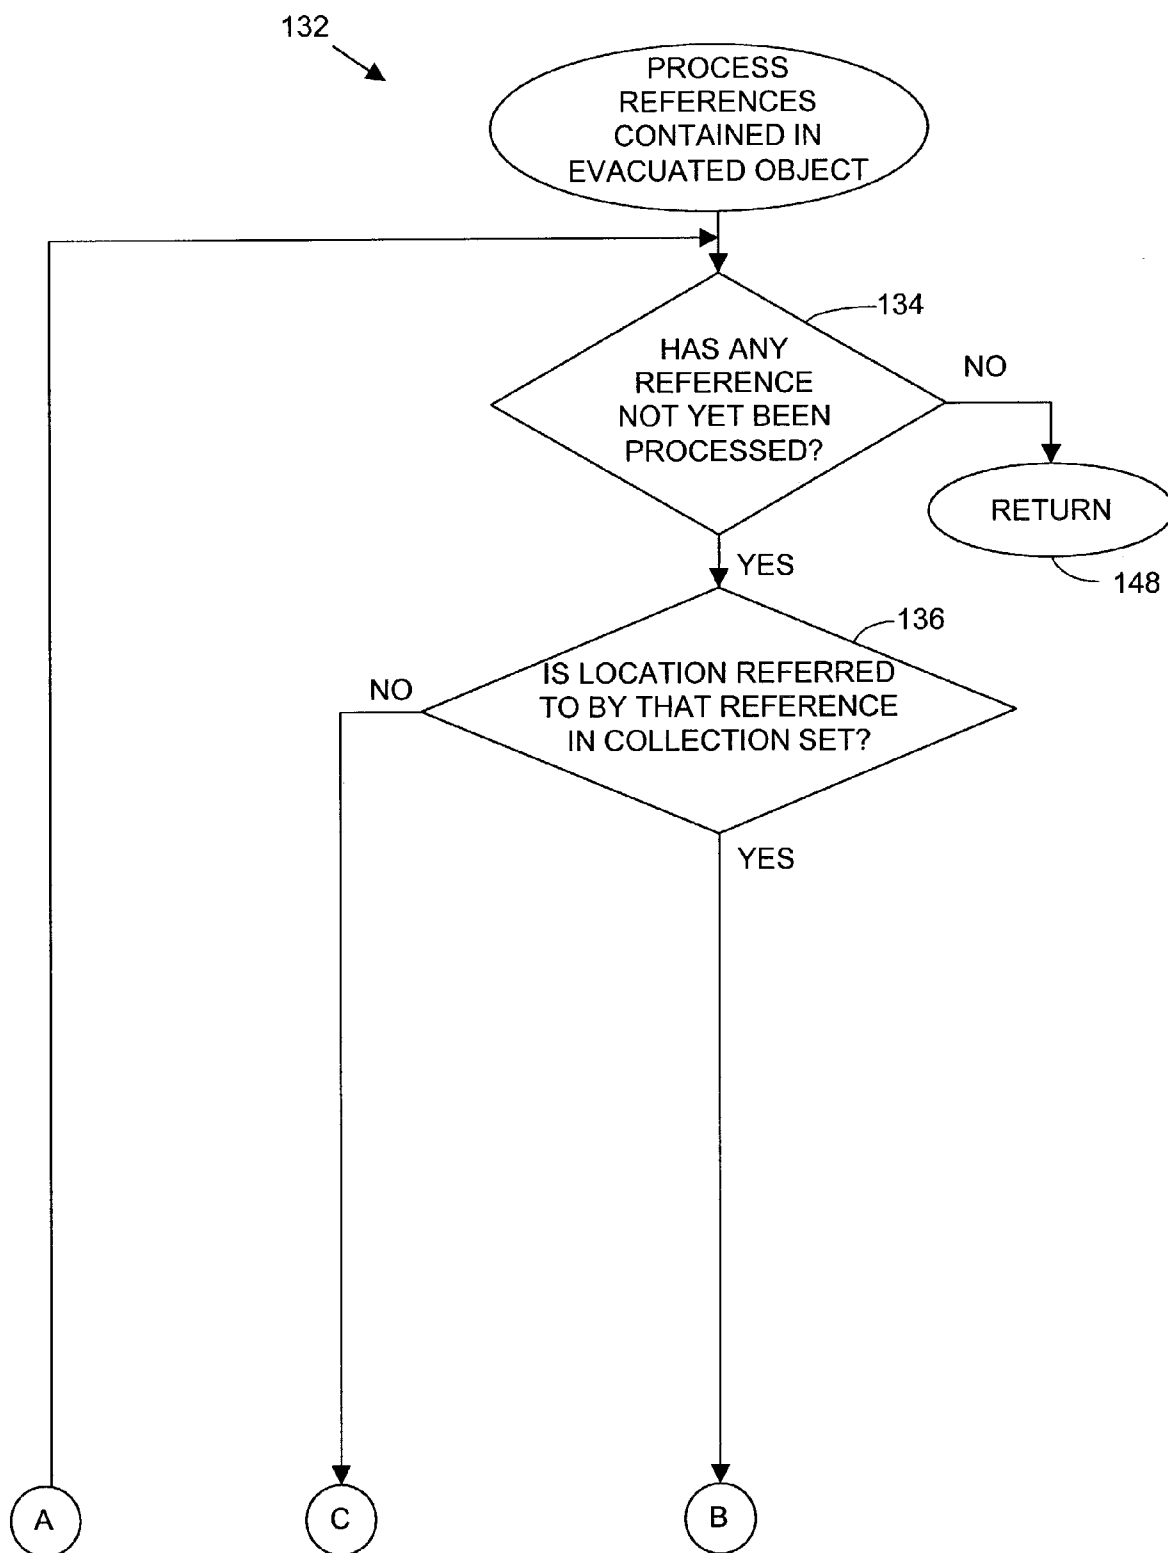 132
PROCESS
REFERENCES
CONTAINED IN
EVACUATED OBJECT
134
HAS ANY
REFERENCE
NOT YET BEEN
PROCESSED?
NO
RETURN
148
YES
136
IS LOCATION REFERRED
TO BY THAT REFERENCE
IN COLLECTION SET?
NO
YES
A
C
B